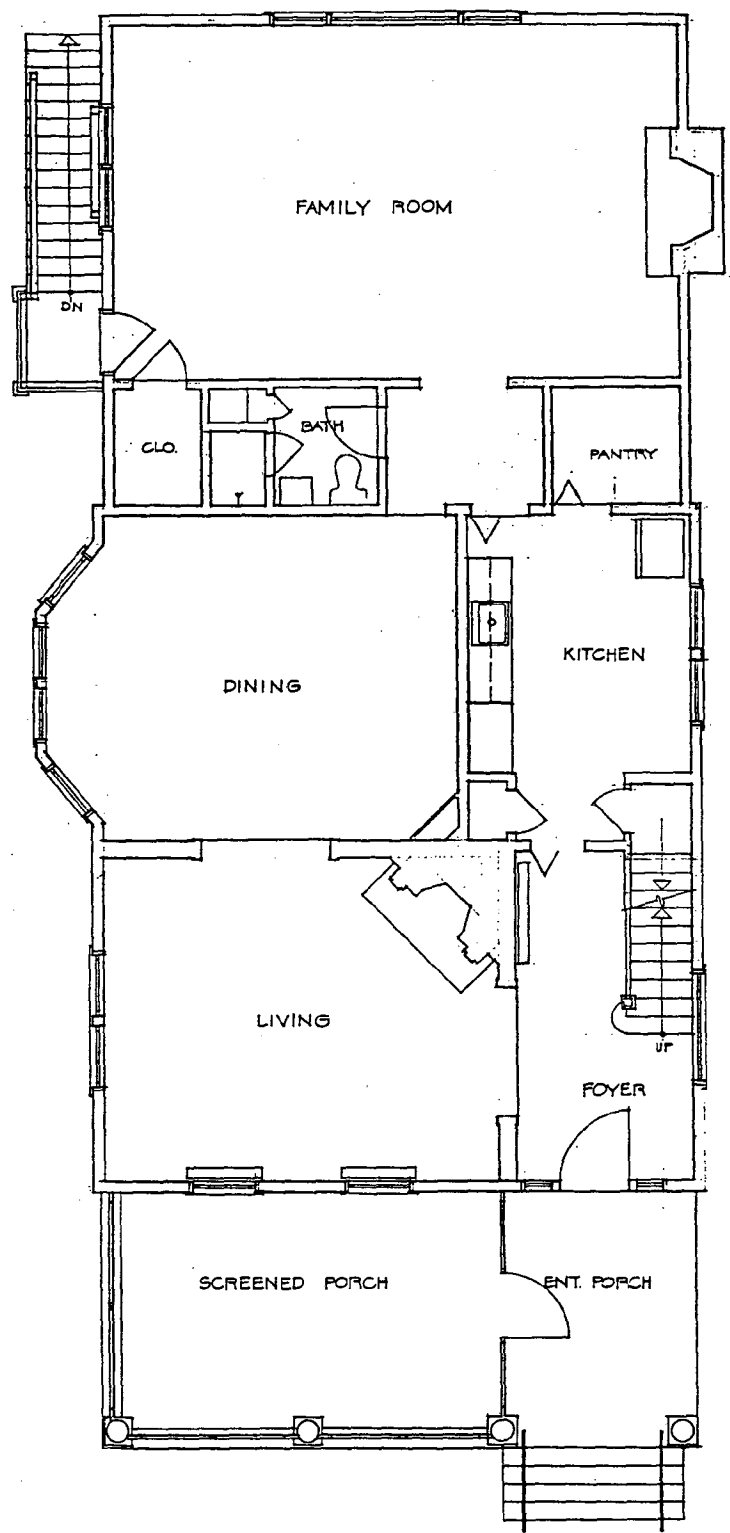 FAMILY ROOM
DN
BATH
CLO.
PANTRY
KITCHEN
DINING
LIVING
UP
FOYER
SCREENED PORCH
ENT. PORCH